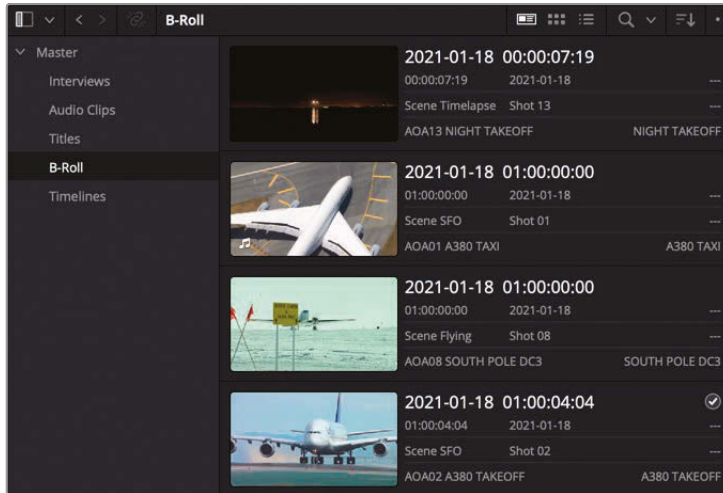 B-Roll
Master
Interviews
Audio Clips
Titles
B-Roll
Timelines
2021-01-18 00:00:07:19
00:00:07:19 2021-01-18 ---
Scene Timelapse Shot 13 ---
AOA13 NIGHT TAKEOFF NIGHT TAKEOFF
2021-01-18 01:00:00:00
01:00:00:00 2021-01-18 ---
Scene SFO Shot 01 ---
AOA01 A380 TAXI A380 TAXI
2021-01-18 01:00:00:00
01:00:00:00 2021-01-18 ---
Scene Flying Shot 08 ---
AOA08 SOUTH POLE DC3 SOUTH POLE DC3
2021-01-18 01:00:04:04
01:00:04:04 2021-01-18 ---
Scene SFO Shot 02 ---
AOA02 A380 TAKEOFF A380 TAKEOFF